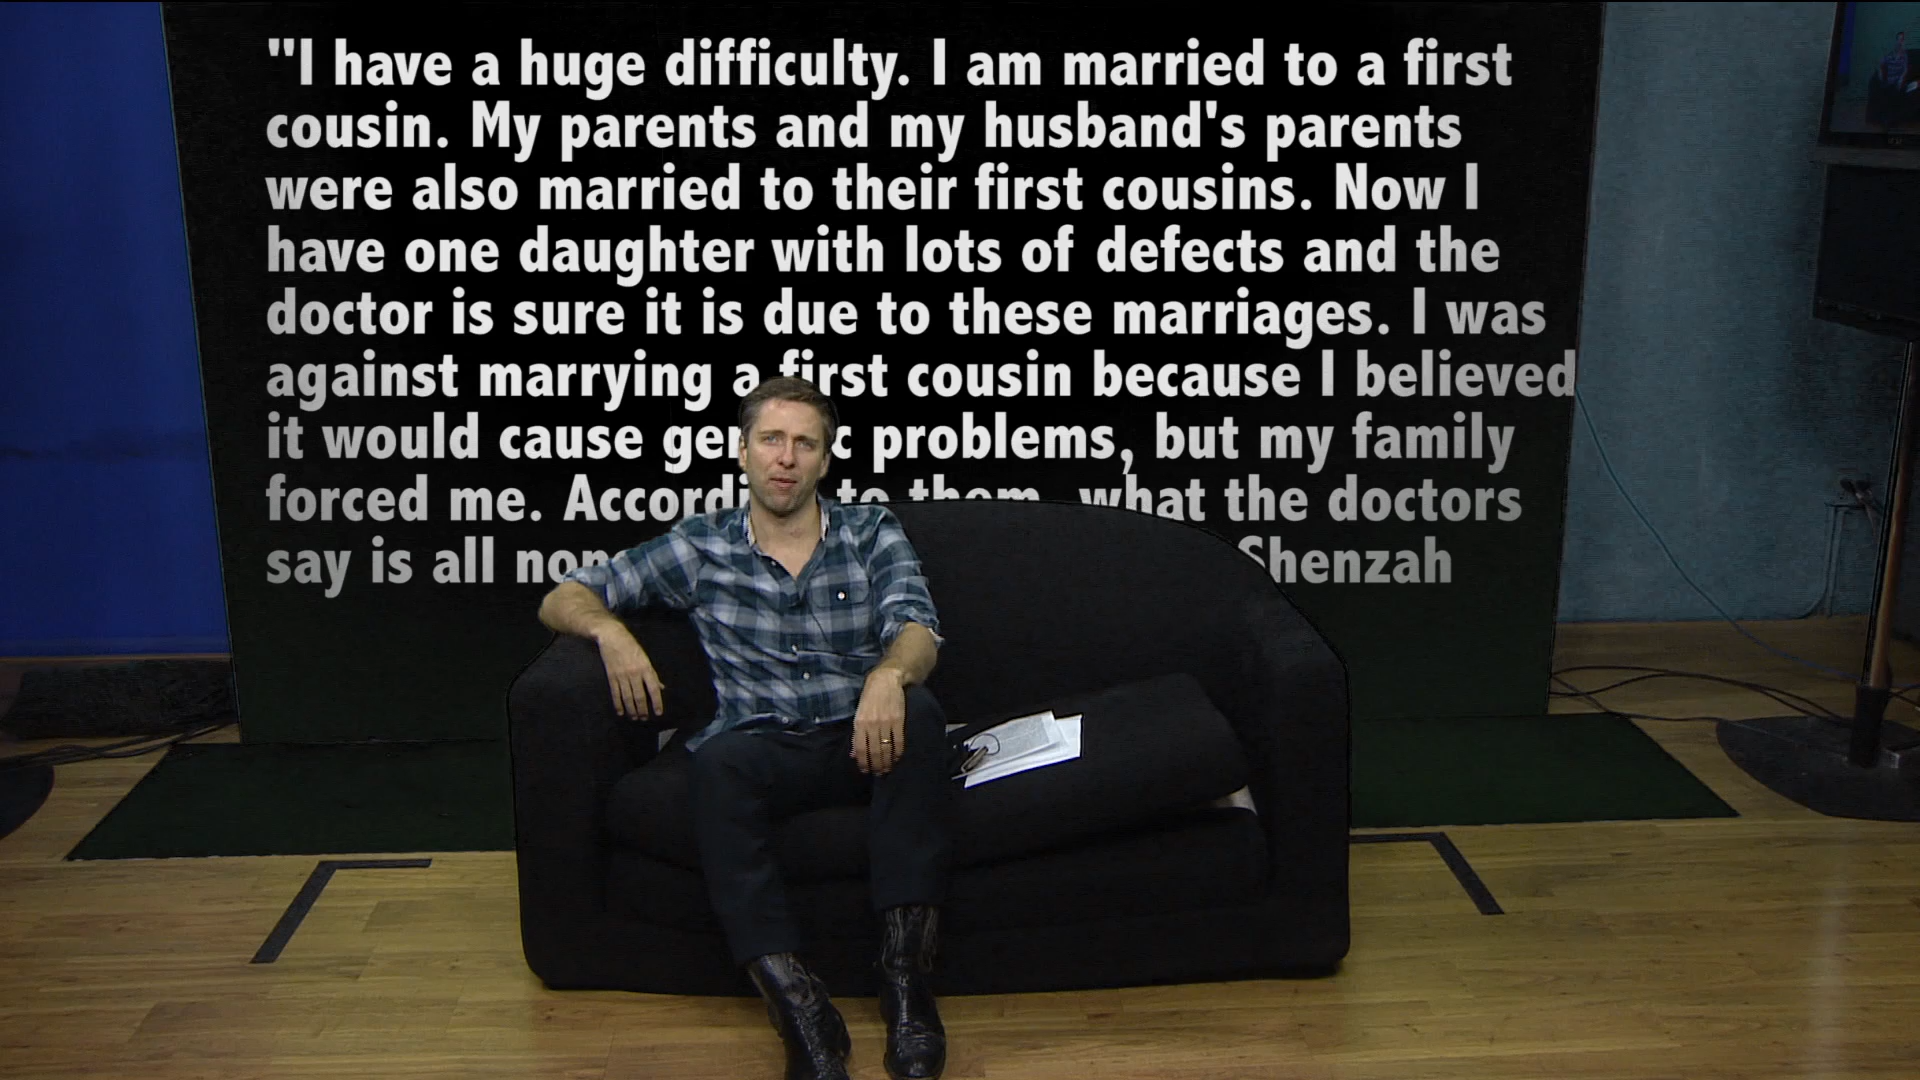 "I have a huge difficulty. I am married to a first
cousin. My parents and my husband's parents
were also married to their first cousins. Now I
have one daughter with lots of defects and the
doctor is sure it is due to these marriages. I was
against marrying a first cousin because I believed
it would cause problems, but my family
forced me. to them, what the doctors
say is all Shenzah